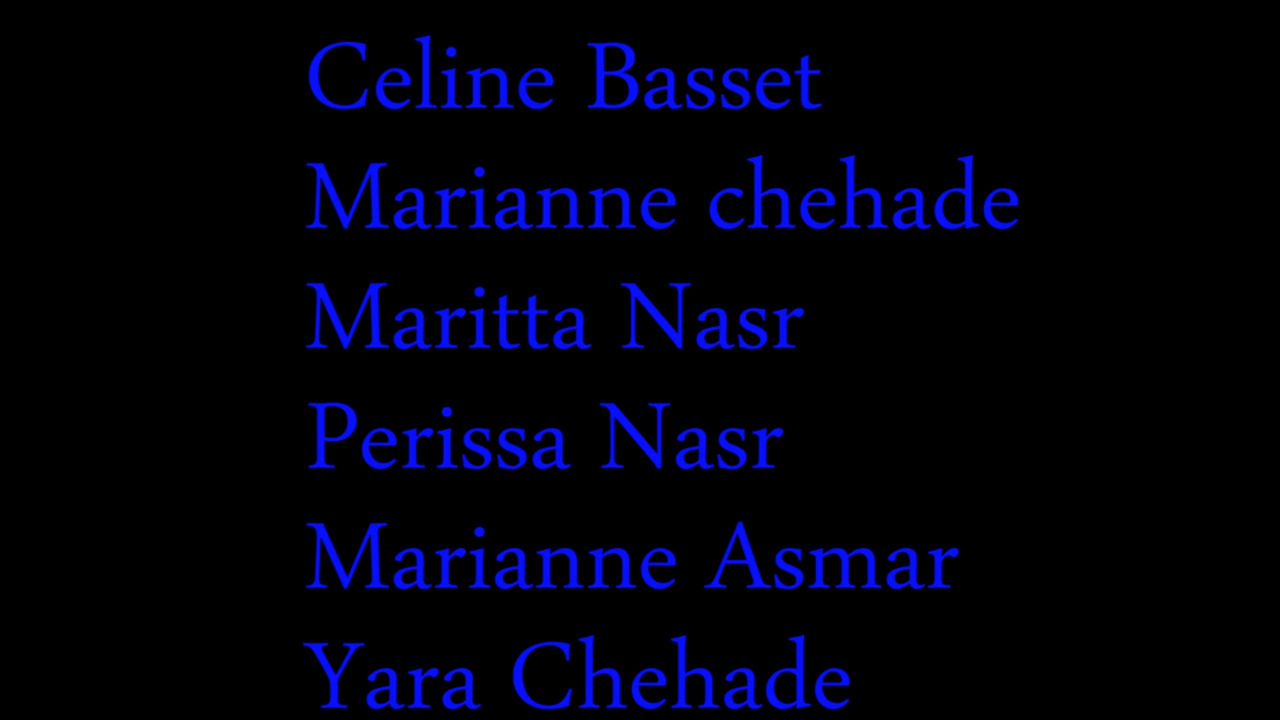 Celine Basset
Marianne chehade
Maritta Nasr
Perissa Nasr
Marianne Asmar
Yara Chehade